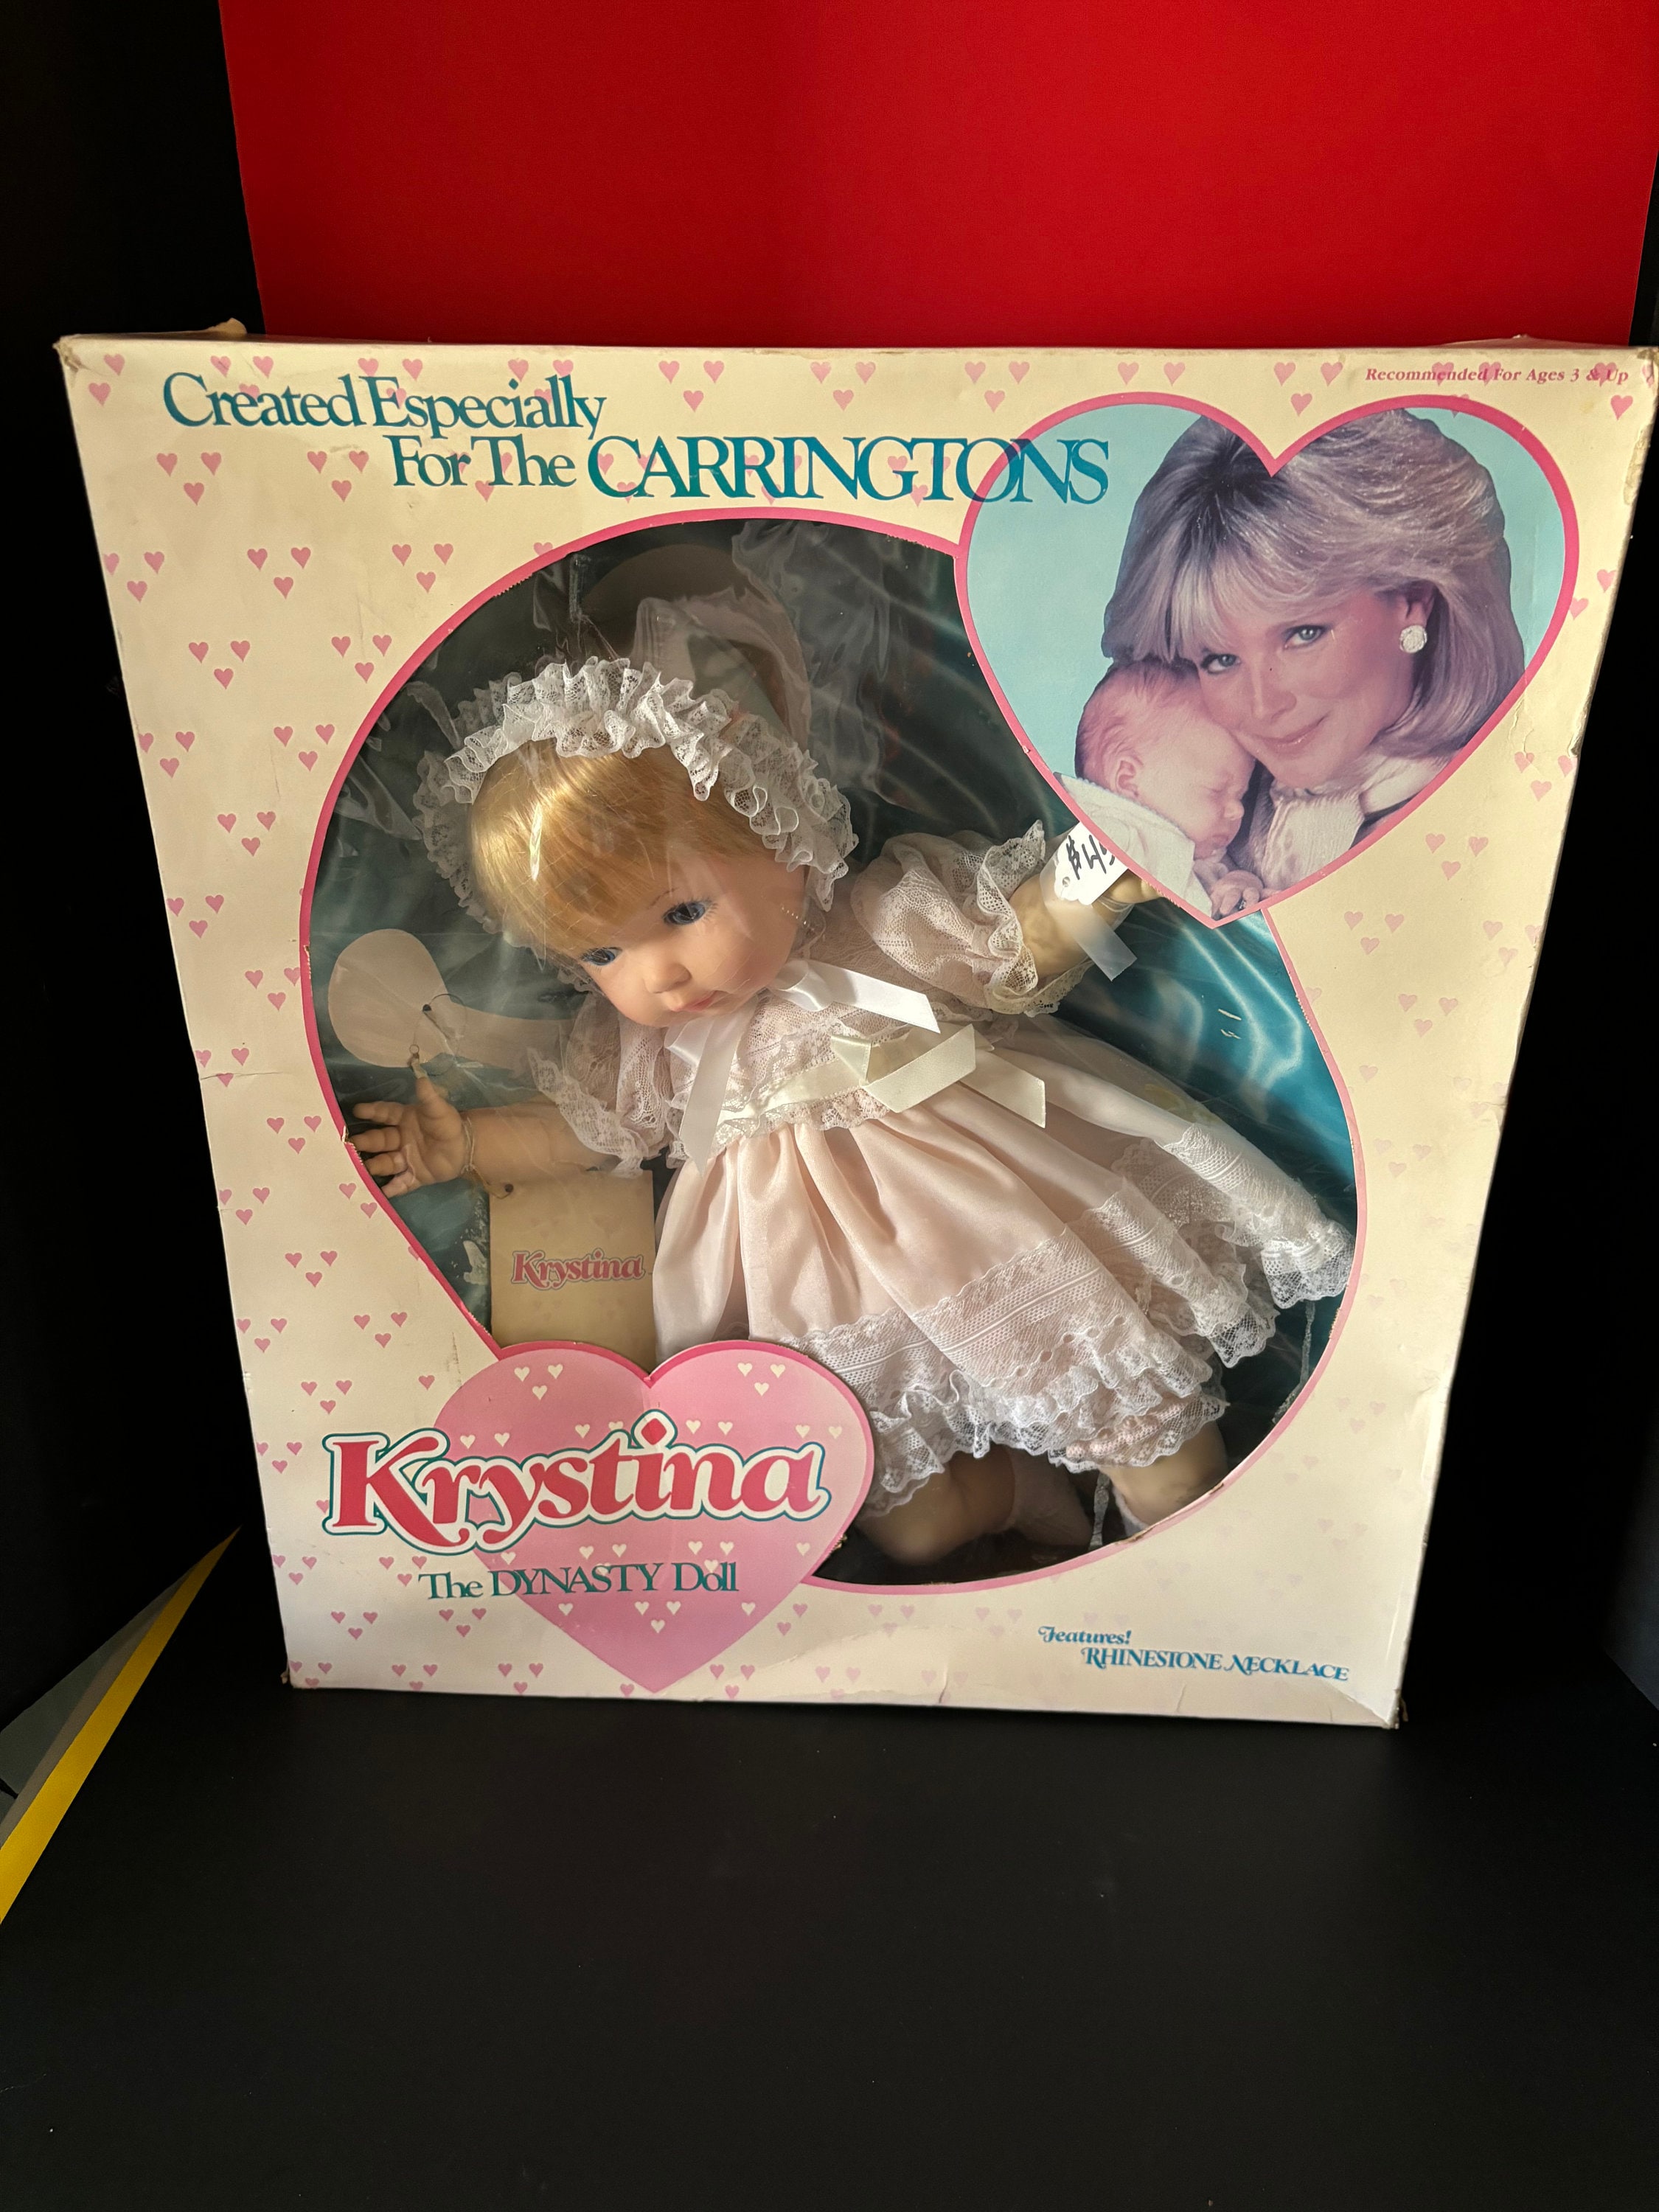 Recommended For Ages 3 & Up
Created Especially
For The CARRINGTONS
Krystina
Krystina
The DYNASTY Doll
Features!
RHINESTONE NECKLACE